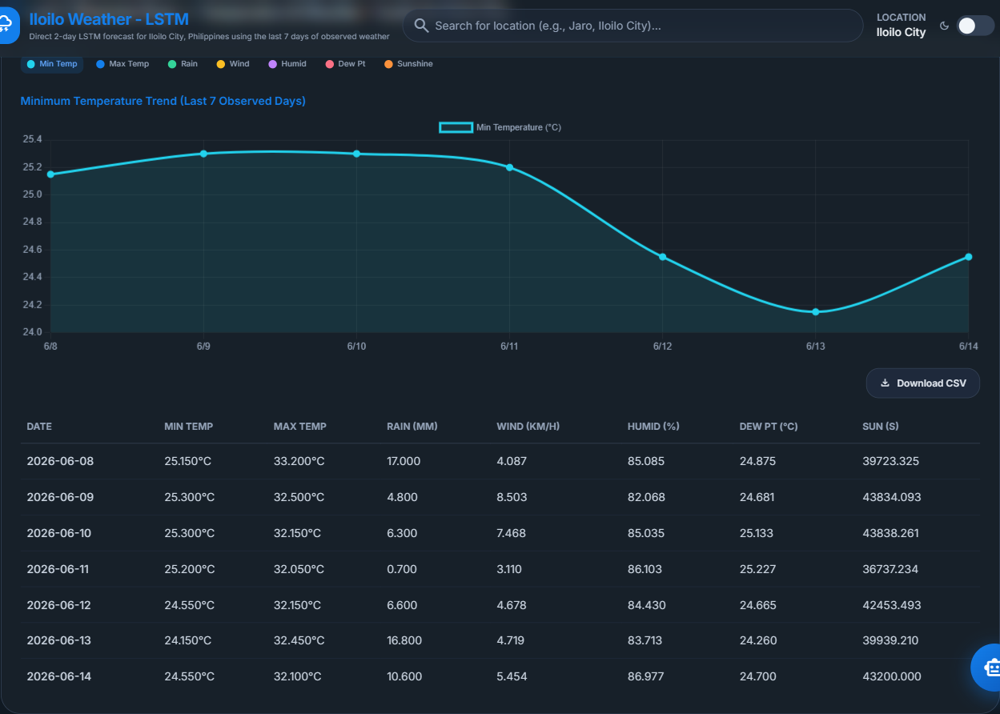 Iloilo Weather - LSTM
Direct 2-day LSTM forecast for Iloilo City, Philippines using the last 7 days of observed weather
Search for location (e.g., Jaro, Iloilo City)...
LOCATION
Iloilo City
Min Temp Max Temp Rain Wind Humid Dew Pt Sunshine
Minimum Temperature Trend (Last 7 Observed Days)
Min Temperature (°C)
25.4
25.2
25.0
24.8
24.6
24.4
24.2
24.0
6/8 6/9 6/10 6/11 6/12 6/13 6/14
Download CSV
DATE MIN TEMP MAX TEMP RAIN (MM) WIND (KM/H) HUMID (%) DEW PT (°C) SUN (S)
2026-06-08 25.150°C 33.200°C 17.000 4.087 85.085 24.875 39723.325
2026-06-09 25.300°C 32.500°C 4.800 8.503 82.068 24.681 43834.093
2026-06-10 25.300°C 32.150°C 6.300 7.468 85.035 25.133 43838.261
2026-06-11 25.200°C 32.050°C 0.700 3.110 86.103 25.227 36737.234
2026-06-12 24.550°C 32.150°C 6.600 4.678 84.430 24.665 42453.493
2026-06-13 24.150°C 32.450°C 16.800 4.719 83.713 24.260 39939.210
2026-06-14 24.550°C 32.100°C 10.600 5.454 86.977 24.700 43200.000